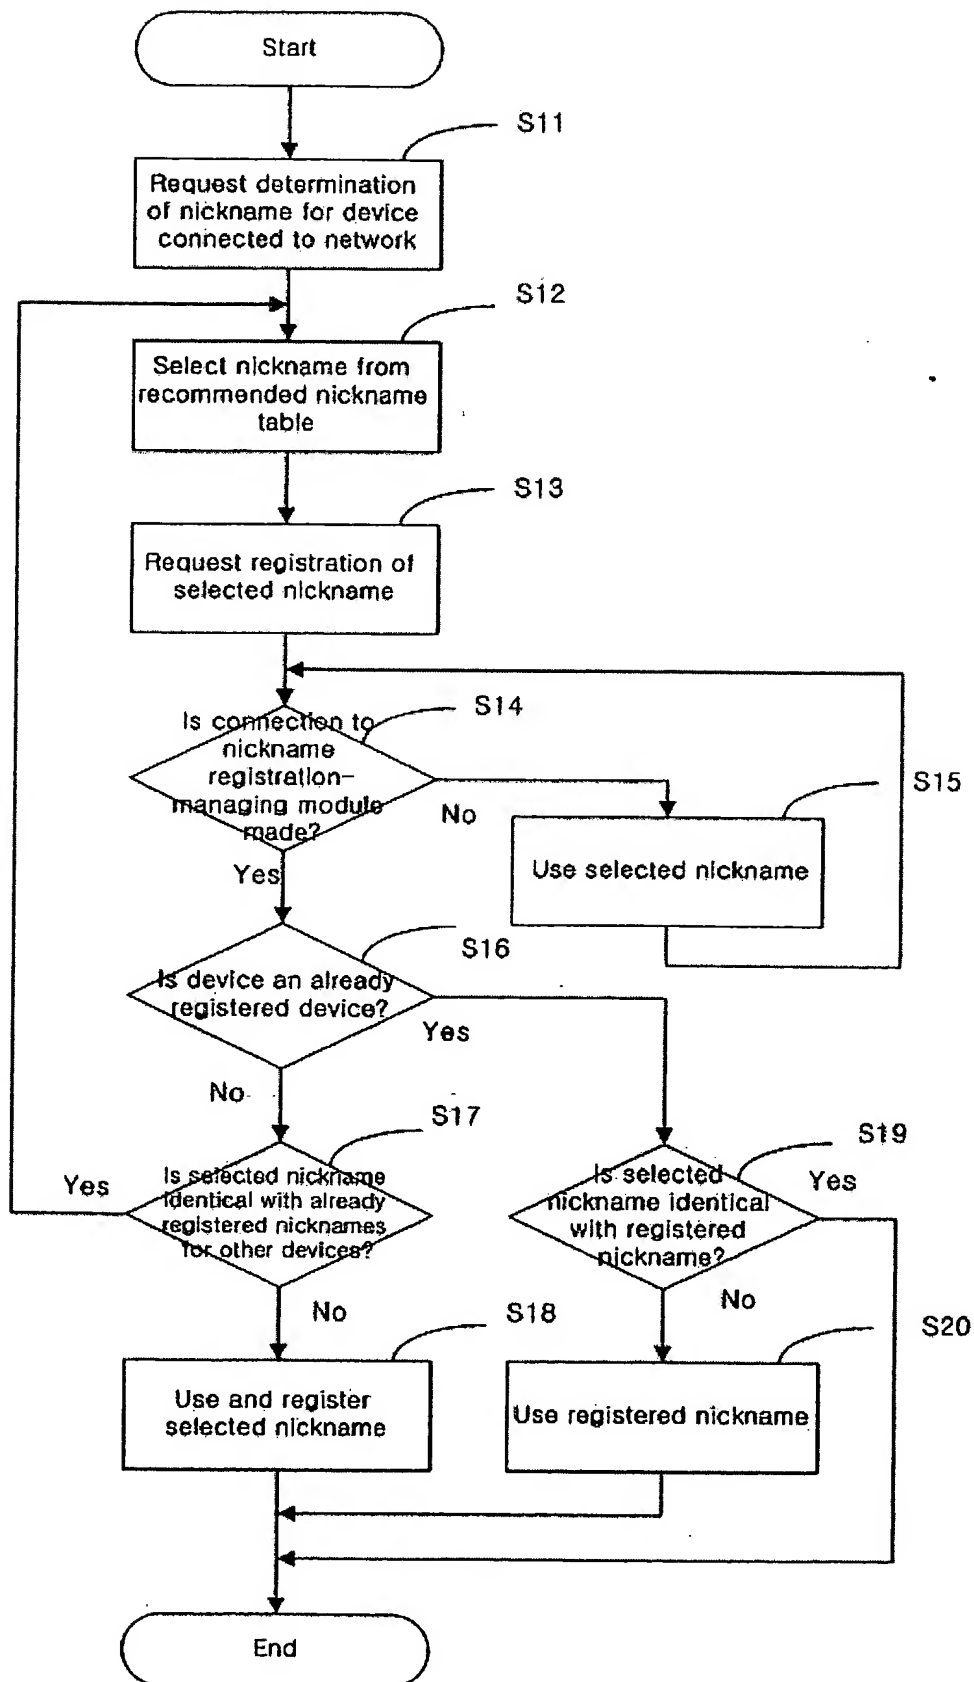 Start
S11
Request determination
of nickname for device
connected to network
S12
Select nickname from
recommended nickname
table
S13
Request registration of
selected nickname
S14
Is connection to
nickname
registration-
managing module
made?
No
S15
Use selected nickname
Yes
S16
Is device an already
registered device?
Yes
No
S17
Is selected nickname
identical with already
registered nicknames
for other devices?
Yes
S19
Is selected
nickname identical
with registered
nickname?
Yes
No
S18
Use and register
selected nickname
No
S20
Use registered nickname
End